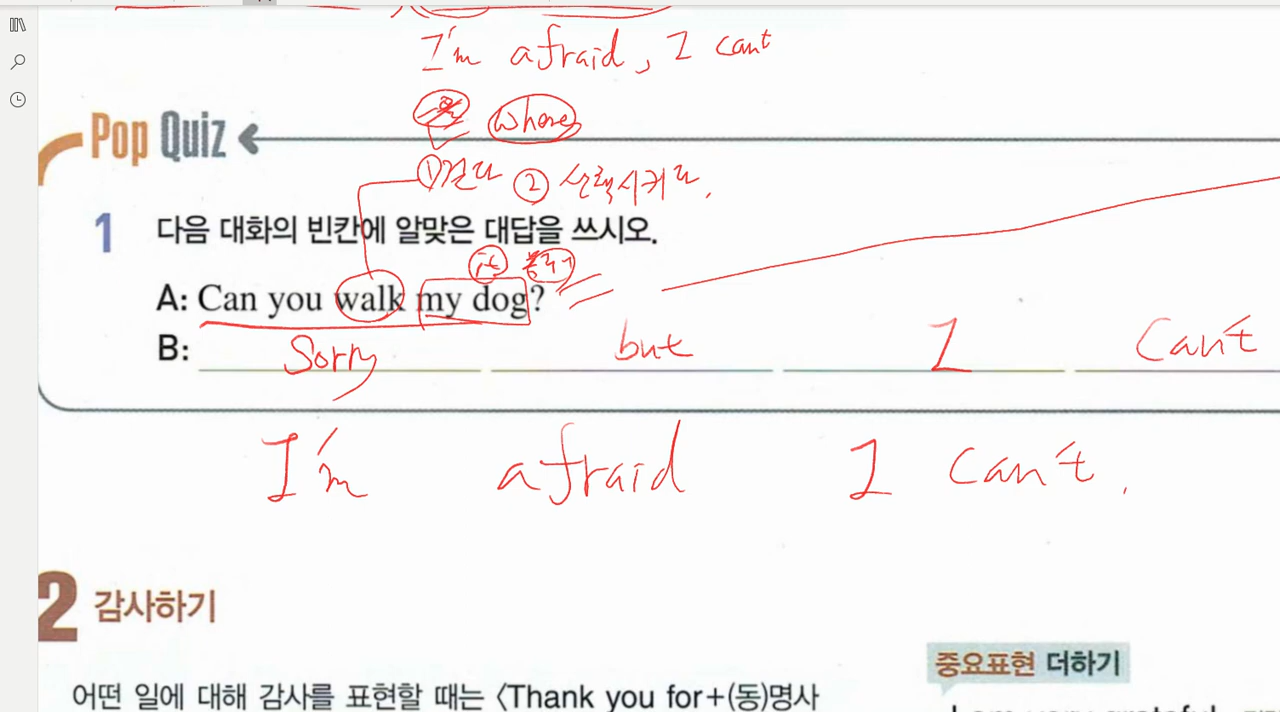 I'm afraid, I can't
whom
① 걷다 ② 산책시키다.
Pop Quiz
1 다음 대화의 빈칸에 알맞은 대답을 쓰시오.
A: Can you walk my dog?
B: Sorry but I can't
I'm afraid I can't.
2 감사하기
중요표현 더하기
어떤 일에 대해 감사를 표현할 때는 〈Thank you for+(동)명사